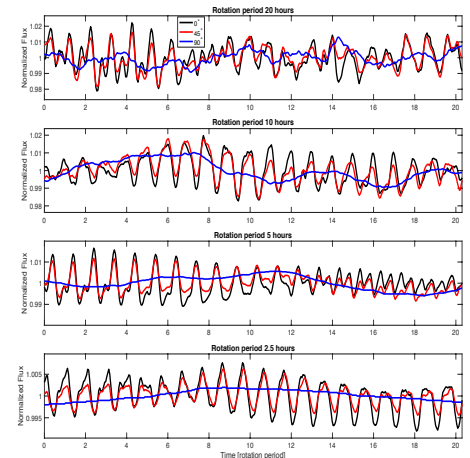 Rotation period 20 hours
Normalized Flux
1.02
1.01
1
0.99
0.98
0°
45°
90°
0 2 4 6 8 10 12 14 16 18 20
Rotation period 10 hours
Normalized Flux
1.02
1.01
1
0.99
0.98
0 2 4 6 8 10 12 14 16 18 20
Rotation period 5 hours
Normalized Flux
1.01
1
0.99
0 2 4 6 8 10 12 14 16 18 20
Rotation period 2.5 hours
Normalized Flux
1.005
1
0.995
0 2 4 6 8 10 12 14 16 18 20
Time [rotation period]